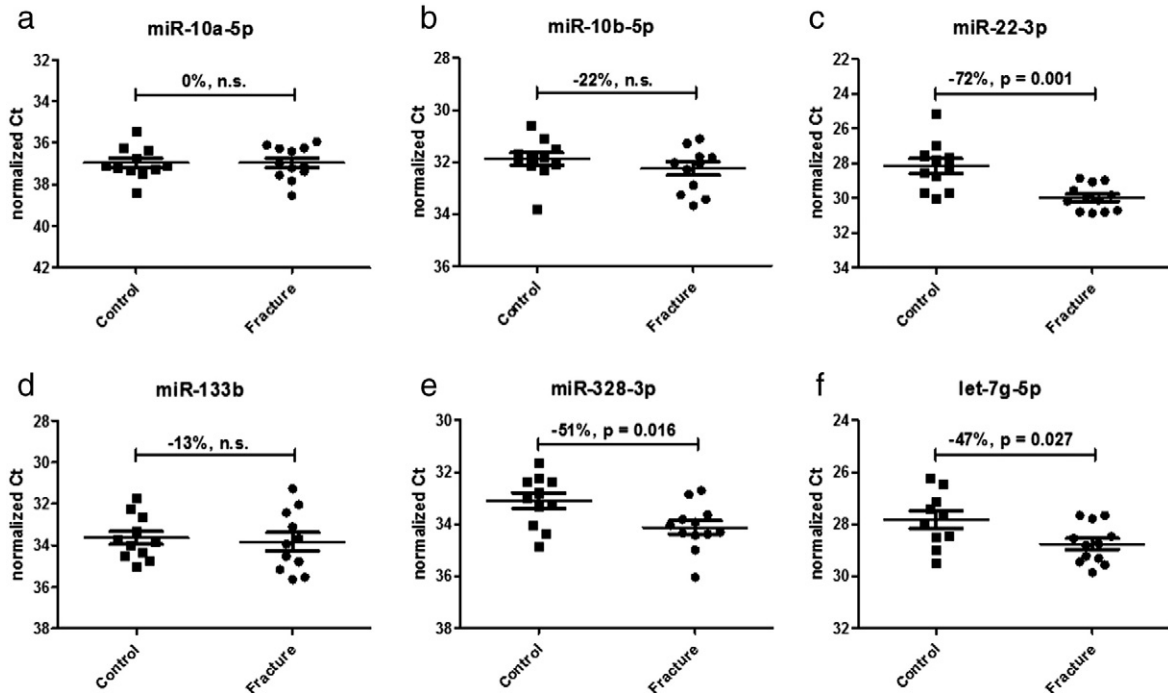 a
miR-10a-5p
normalized Ct
32
34
36
38
40
42
0%, n.s.
Control
Fracture
b
miR-10b-5p
normalized Ct
28
30
32
34
36
-22%, n.s.
Control
Fracture
c
miR-22-3p
normalized Ct
22
24
26
28
30
32
34
-72%, p = 0.001
Control
Fracture
d
miR-133b
normalized Ct
28
30
32
34
36
38
-13%, n.s.
Control
Fracture
e
miR-328-3p
normalized Ct
30
32
34
36
38
-51%, p = 0.016
Control
Fracture
f
let-7g-5p
normalized Ct
24
26
28
30
32
-47%, p = 0.027
Control
Fracture